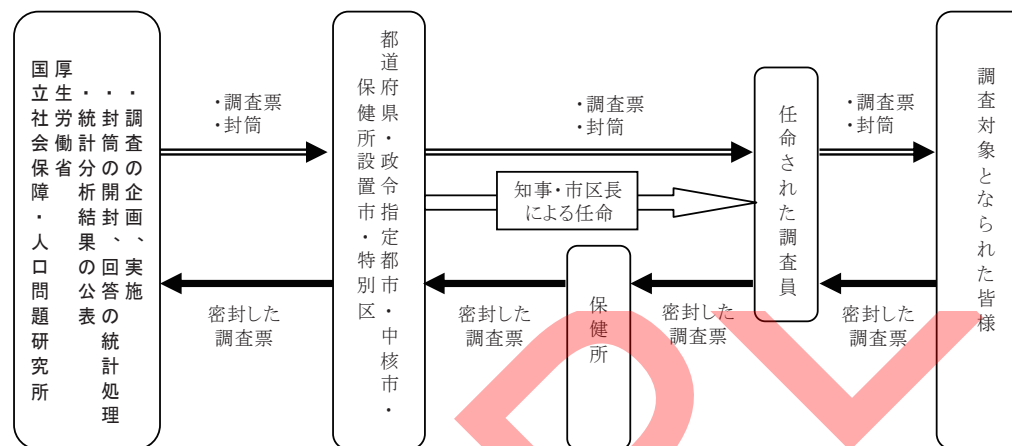 厚生労働省
国立社会保障・人口問題研究所
・調査の企画、実施
・封筒の開封、回答の統計処理
・統計分析結果の公表
・調査票
・封筒
都道府県・政令指定都市・中核市・
保健所設置市・特別区
・調査票
・封筒
知事・市区長
による任命
任命された調査員
・調査票
・封筒
調査対象となられた皆様
密封した
調査票
密封した
調査票
保健所
密封した
調査票
密封した
調査票